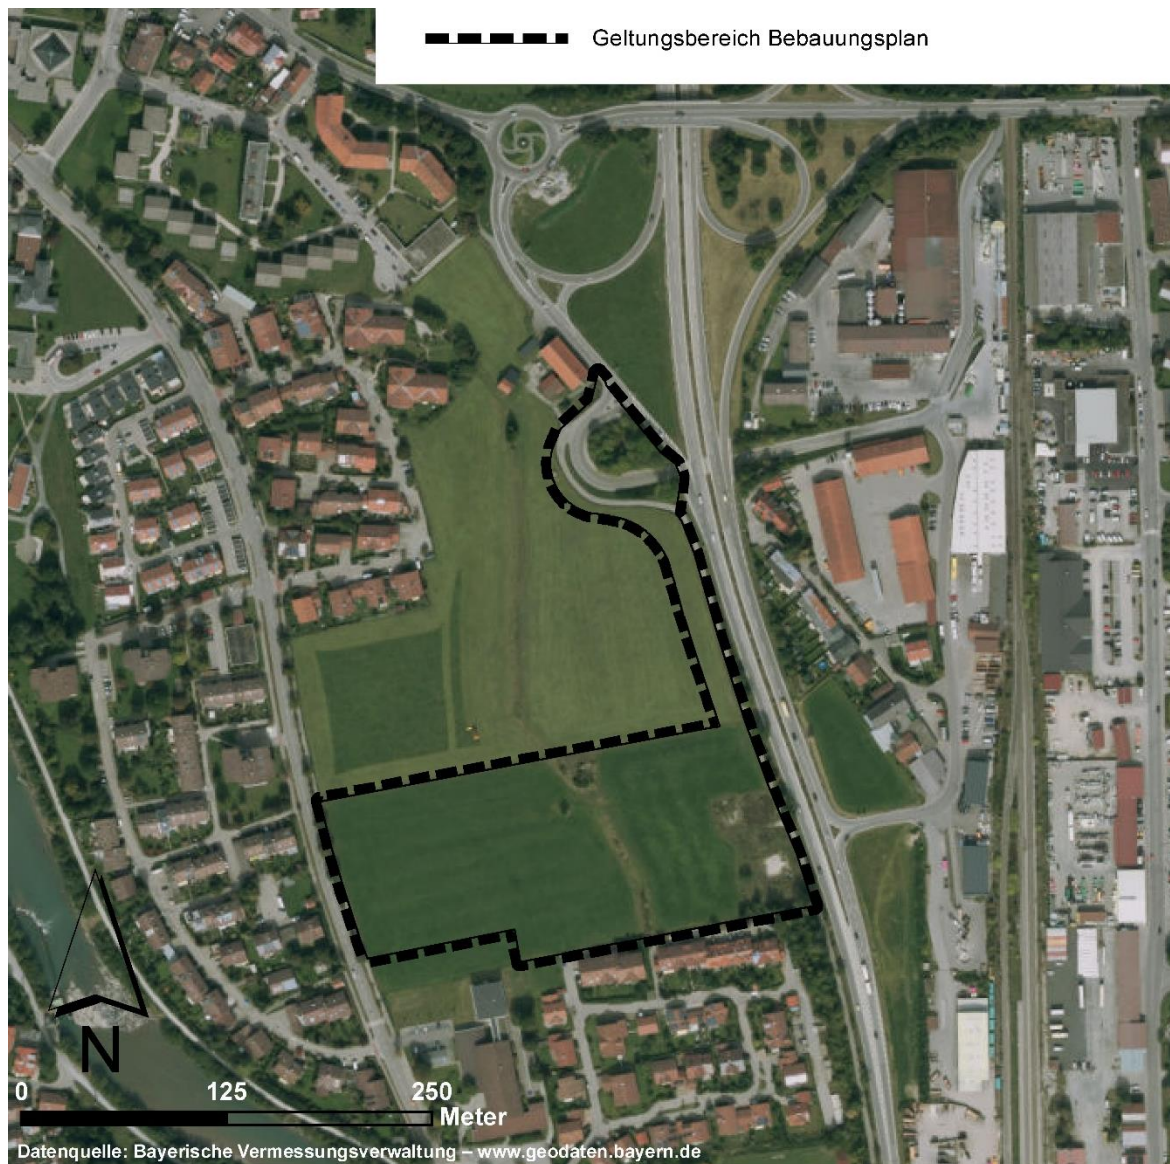 Geltungsbereich Bebauungsplan
N
0 125 250
Meter
Datenquelle: Bayerische Vermessungsverwaltung – www.geodaten.bayern.de